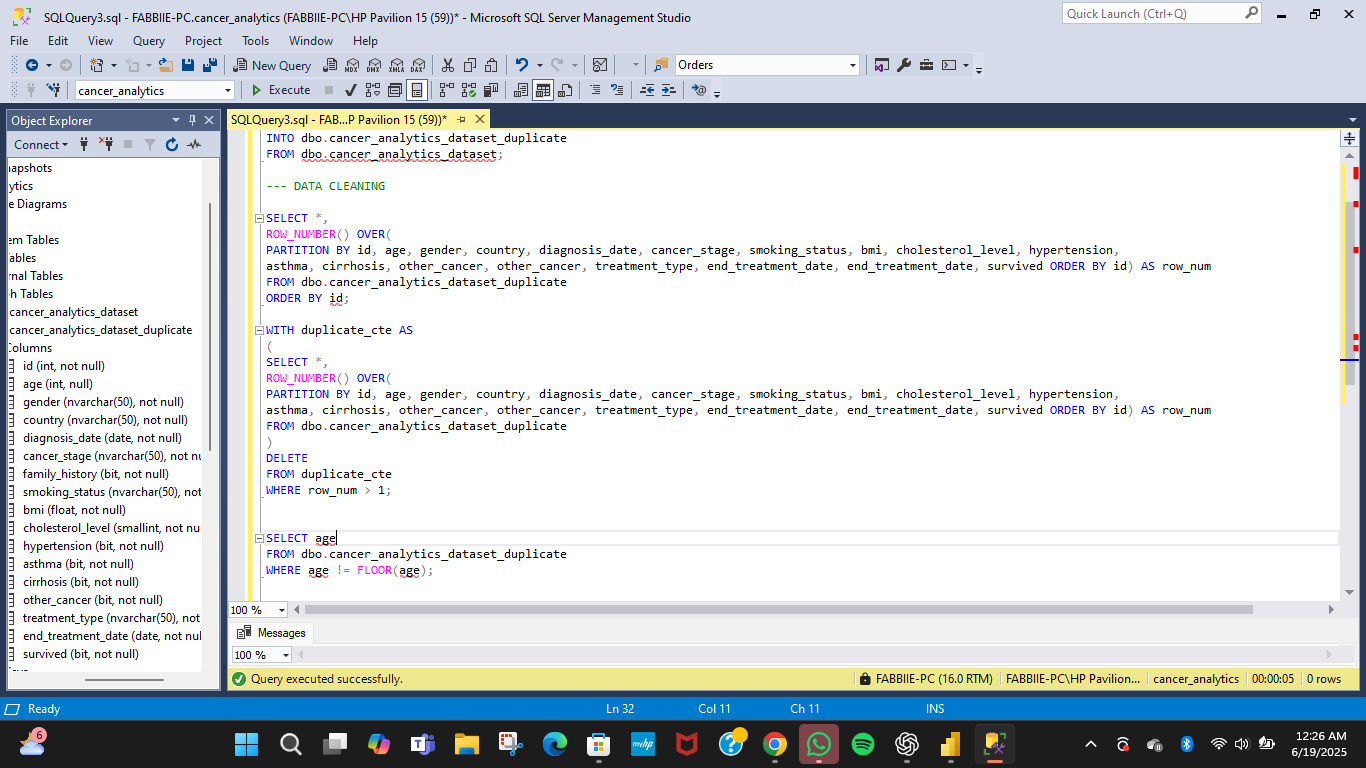 SQLQuery3.sql - FABBIIE-PC.cancer_analytics (FABBIIE-PC\HP Pavilion 15 (59))* - Microsoft SQL Server Management Studio
Quick Launch (Ctrl+Q)
File Edit View Query Project Tools Window Help
New Query MDX DMX XMLA DAX Orders
cancer_analytics Execute
Object Explorer
Connect
napshots
ytics
e Diagrams
em Tables
ables
rnal Tables
h Tables
cancer_analytics_dataset
cancer_analytics_dataset_duplicate
Columns
id (int, not null)
age (int, null)
gender (nvarchar(50), not null)
country (nvarchar(50), not null)
diagnosis_date (date, not null)
cancer_stage (nvarchar(50), not nu
family_history (bit, not null)
smoking_status (nvarchar(50), not
bmi (float, not null)
cholesterol_level (smallint, not nu
hypertension (bit, not null)
asthma (bit, not null)
cirrhosis (bit, not null)
other_cancer (bit, not null)
treatment_type (nvarchar(50), not
end_treatment_date (date, not nul
survived (bit, not null)
SQLQuery3.sql - FAB...P Pavilion 15 (59))*
INTO dbo.cancer_analytics_dataset_duplicate
FROM dbo.cancer_analytics_dataset;
--- DATA CLEANING
SELECT *,
ROW_NUMBER() OVER(
PARTITION BY id, age, gender, country, diagnosis_date, cancer_stage, smoking_status, bmi, cholesterol_level, hypertension,
asthma, cirrhosis, other_cancer, other_cancer, treatment_type, end_treatment_date, end_treatment_date, survived ORDER BY id) AS row_num
FROM dbo.cancer_analytics_dataset_duplicate
ORDER BY id;
WITH duplicate_cte AS
(
SELECT *,
ROW_NUMBER() OVER(
PARTITION BY id, age, gender, country, diagnosis_date, cancer_stage, smoking_status, bmi, cholesterol_level, hypertension,
asthma, cirrhosis, other_cancer, other_cancer, treatment_type, end_treatment_date, end_treatment_date, survived ORDER BY id) AS row_num
FROM dbo.cancer_analytics_dataset_duplicate
)
DELETE
FROM duplicate_cte
WHERE row_num > 1;
SELECT age
FROM dbo.cancer_analytics_dataset_duplicate
WHERE age != FLOOR(age);
100 %
Messages
100 %
Query executed successfully. FABBIIE-PC (16.0 RTM) FABBIIE-PC\HP Pavilion... cancer_analytics 00:00:05 0 rows
Ready Ln 32 Col 11 Ch 11 INS
6
myhp
12:26 AM
6/19/2025